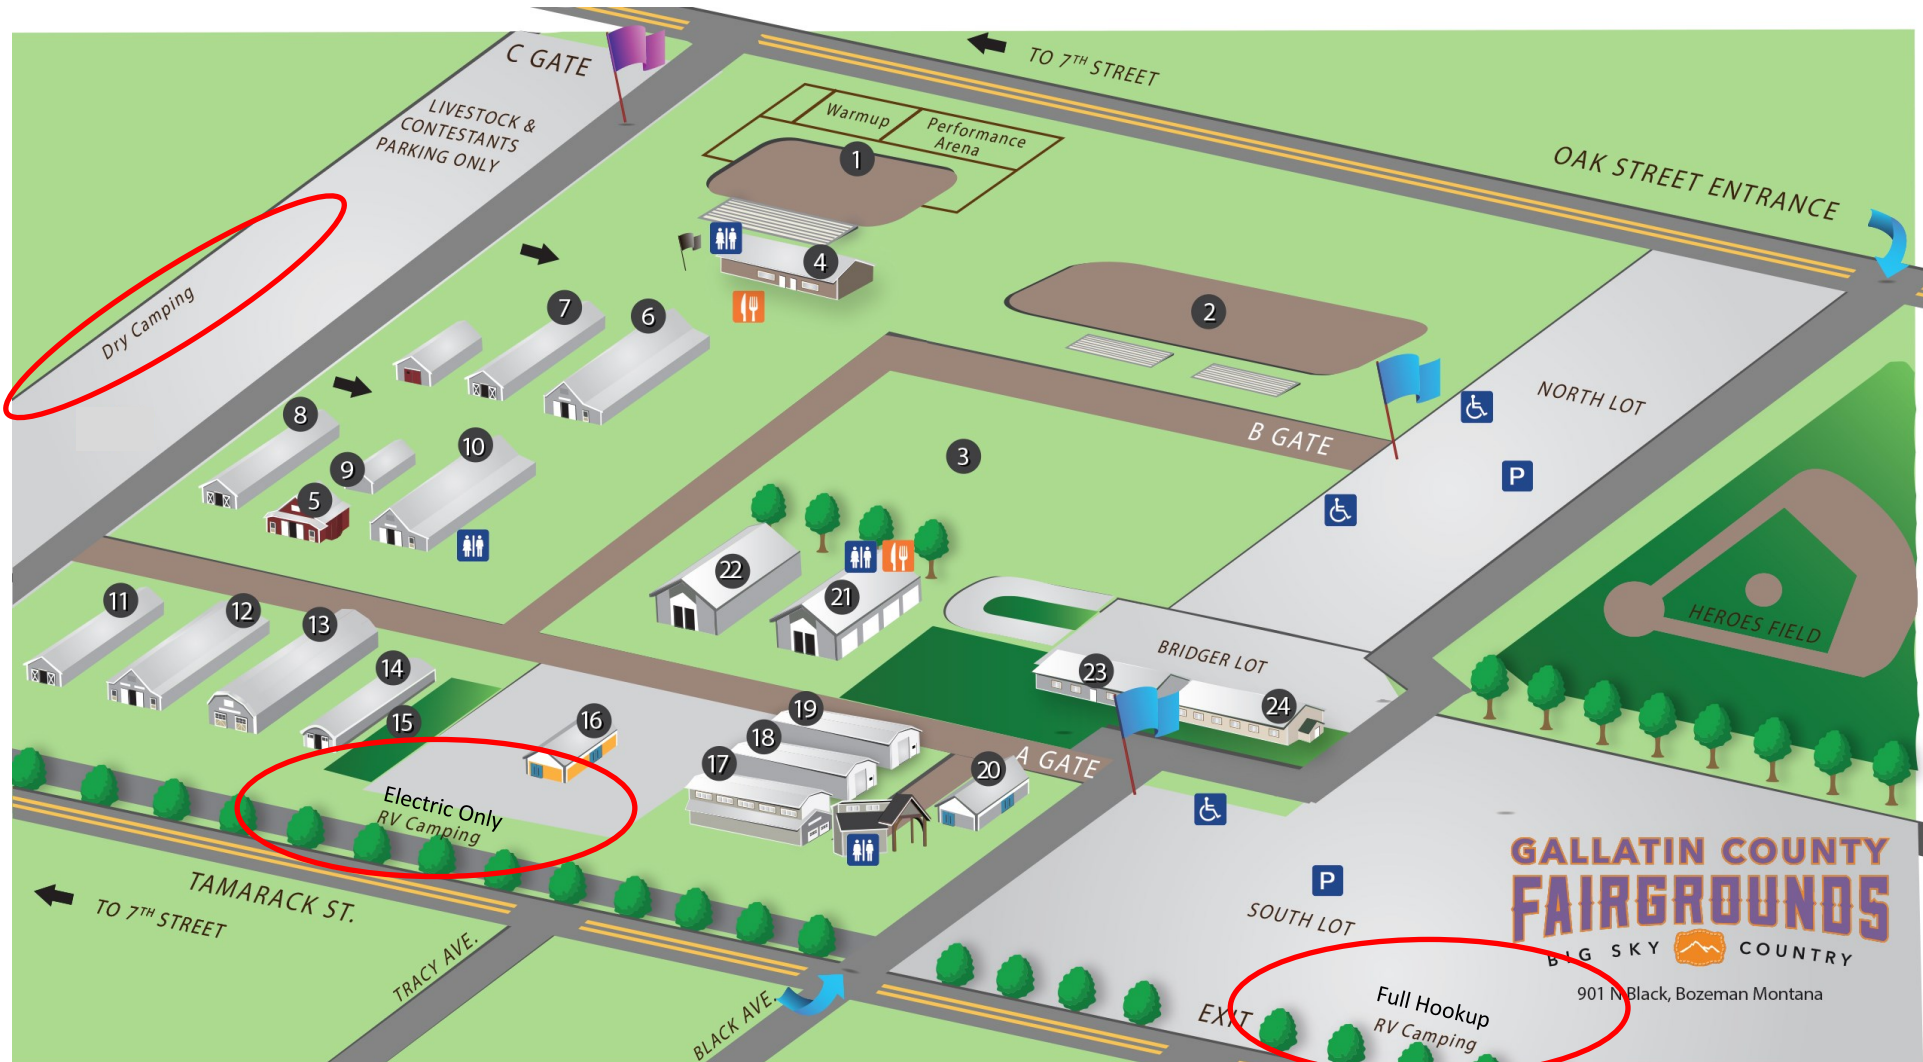 C GATE
LIVESTOCK &
CONTESTANTS
PARKING ONLY
TO 7TH STREET
Warmup
Performance
Arena
1
OAK STREET ENTRANCE
4
2
Dry Camping
7
6
NORTH LOT
8
10
9
5
B GATE
3
P
22
21
11
12
13
14
15
16
HEROES FIELD
BRIDGER LOT
23
24
19
18
17
20
A GATE
Electric Only
RV Camping
P
SOUTH LOT
TAMARACK ST.
TO 7TH STREET
TRACY AVE.
BLACK AVE.
EXIT
Full Hookup
RV Camping
GALLATIN COUNTY
FAIRGROUNDS
BIG SKY COUNTRY
901 N Black, Bozeman Montana